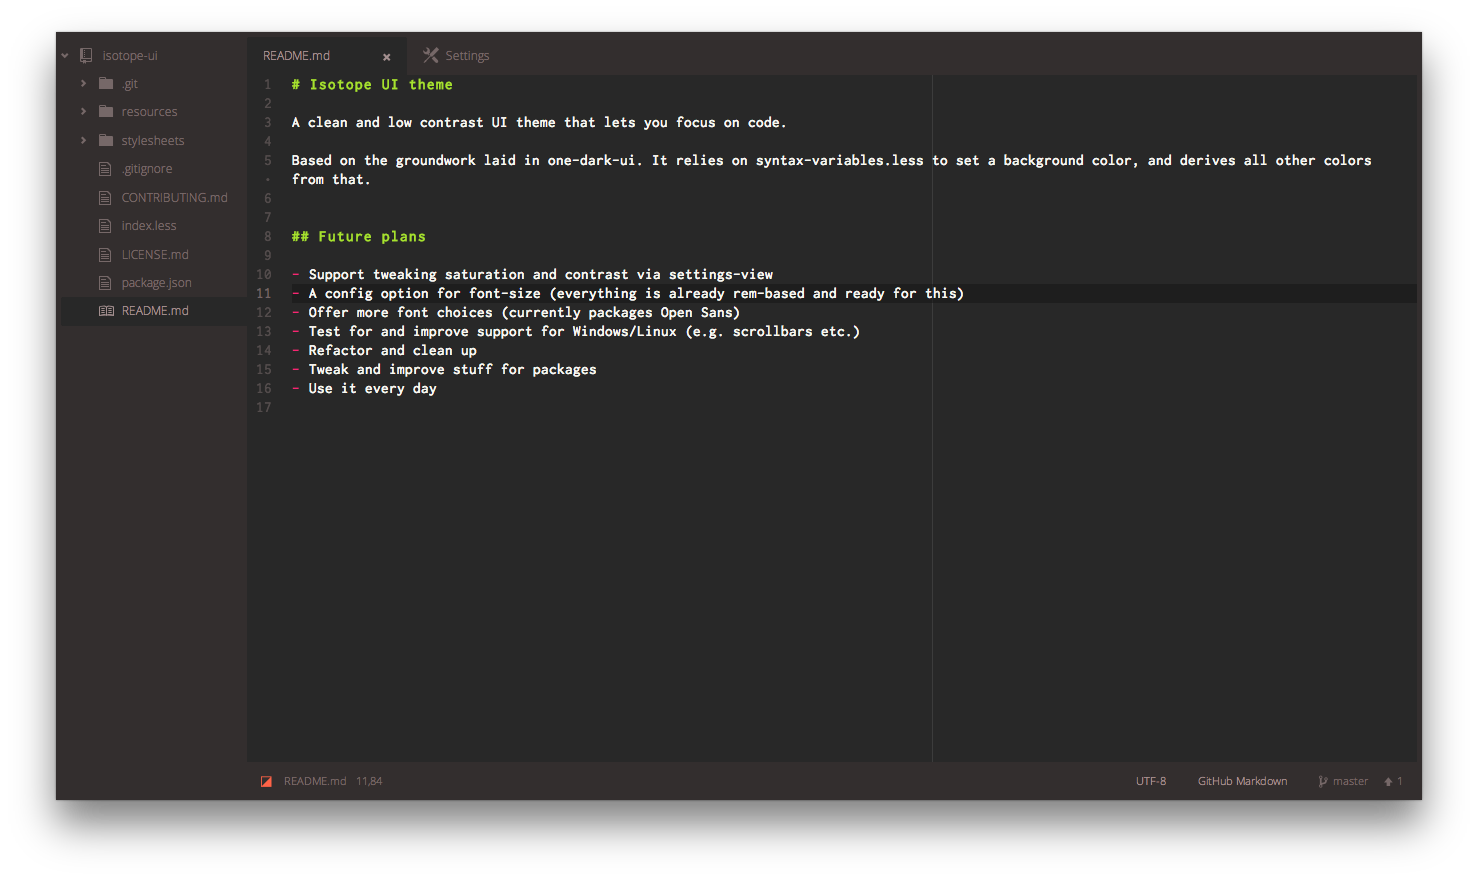 isotope-ui
.git
resources
stylesheets
.gitignore
CONTRIBUTING.md
index.less
LICENSE.md
package.json
README.md
README.md ×
Settings
1 # Isotope UI theme
2
3 A clean and low contrast UI theme that lets you focus on code.
4
5 Based on the groundwork laid in one-dark-ui. It relies on syntax-variables.less to set a background color, and derives all other colors
• from that.
6
7
8 ## Future plans
9
10 - Support tweaking saturation and contrast via settings-view
11 - A config option for font-size (everything is already rem-based and ready for this)
12 - Offer more font choices (currently packages Open Sans)
13 - Test for and improve support for Windows/Linux (e.g. scrollbars etc.)
14 - Refactor and clean up
15 - Tweak and improve stuff for packages
16 - Use it every day
17
README.md 11,84
UTF-8 GitHub Markdown master 1